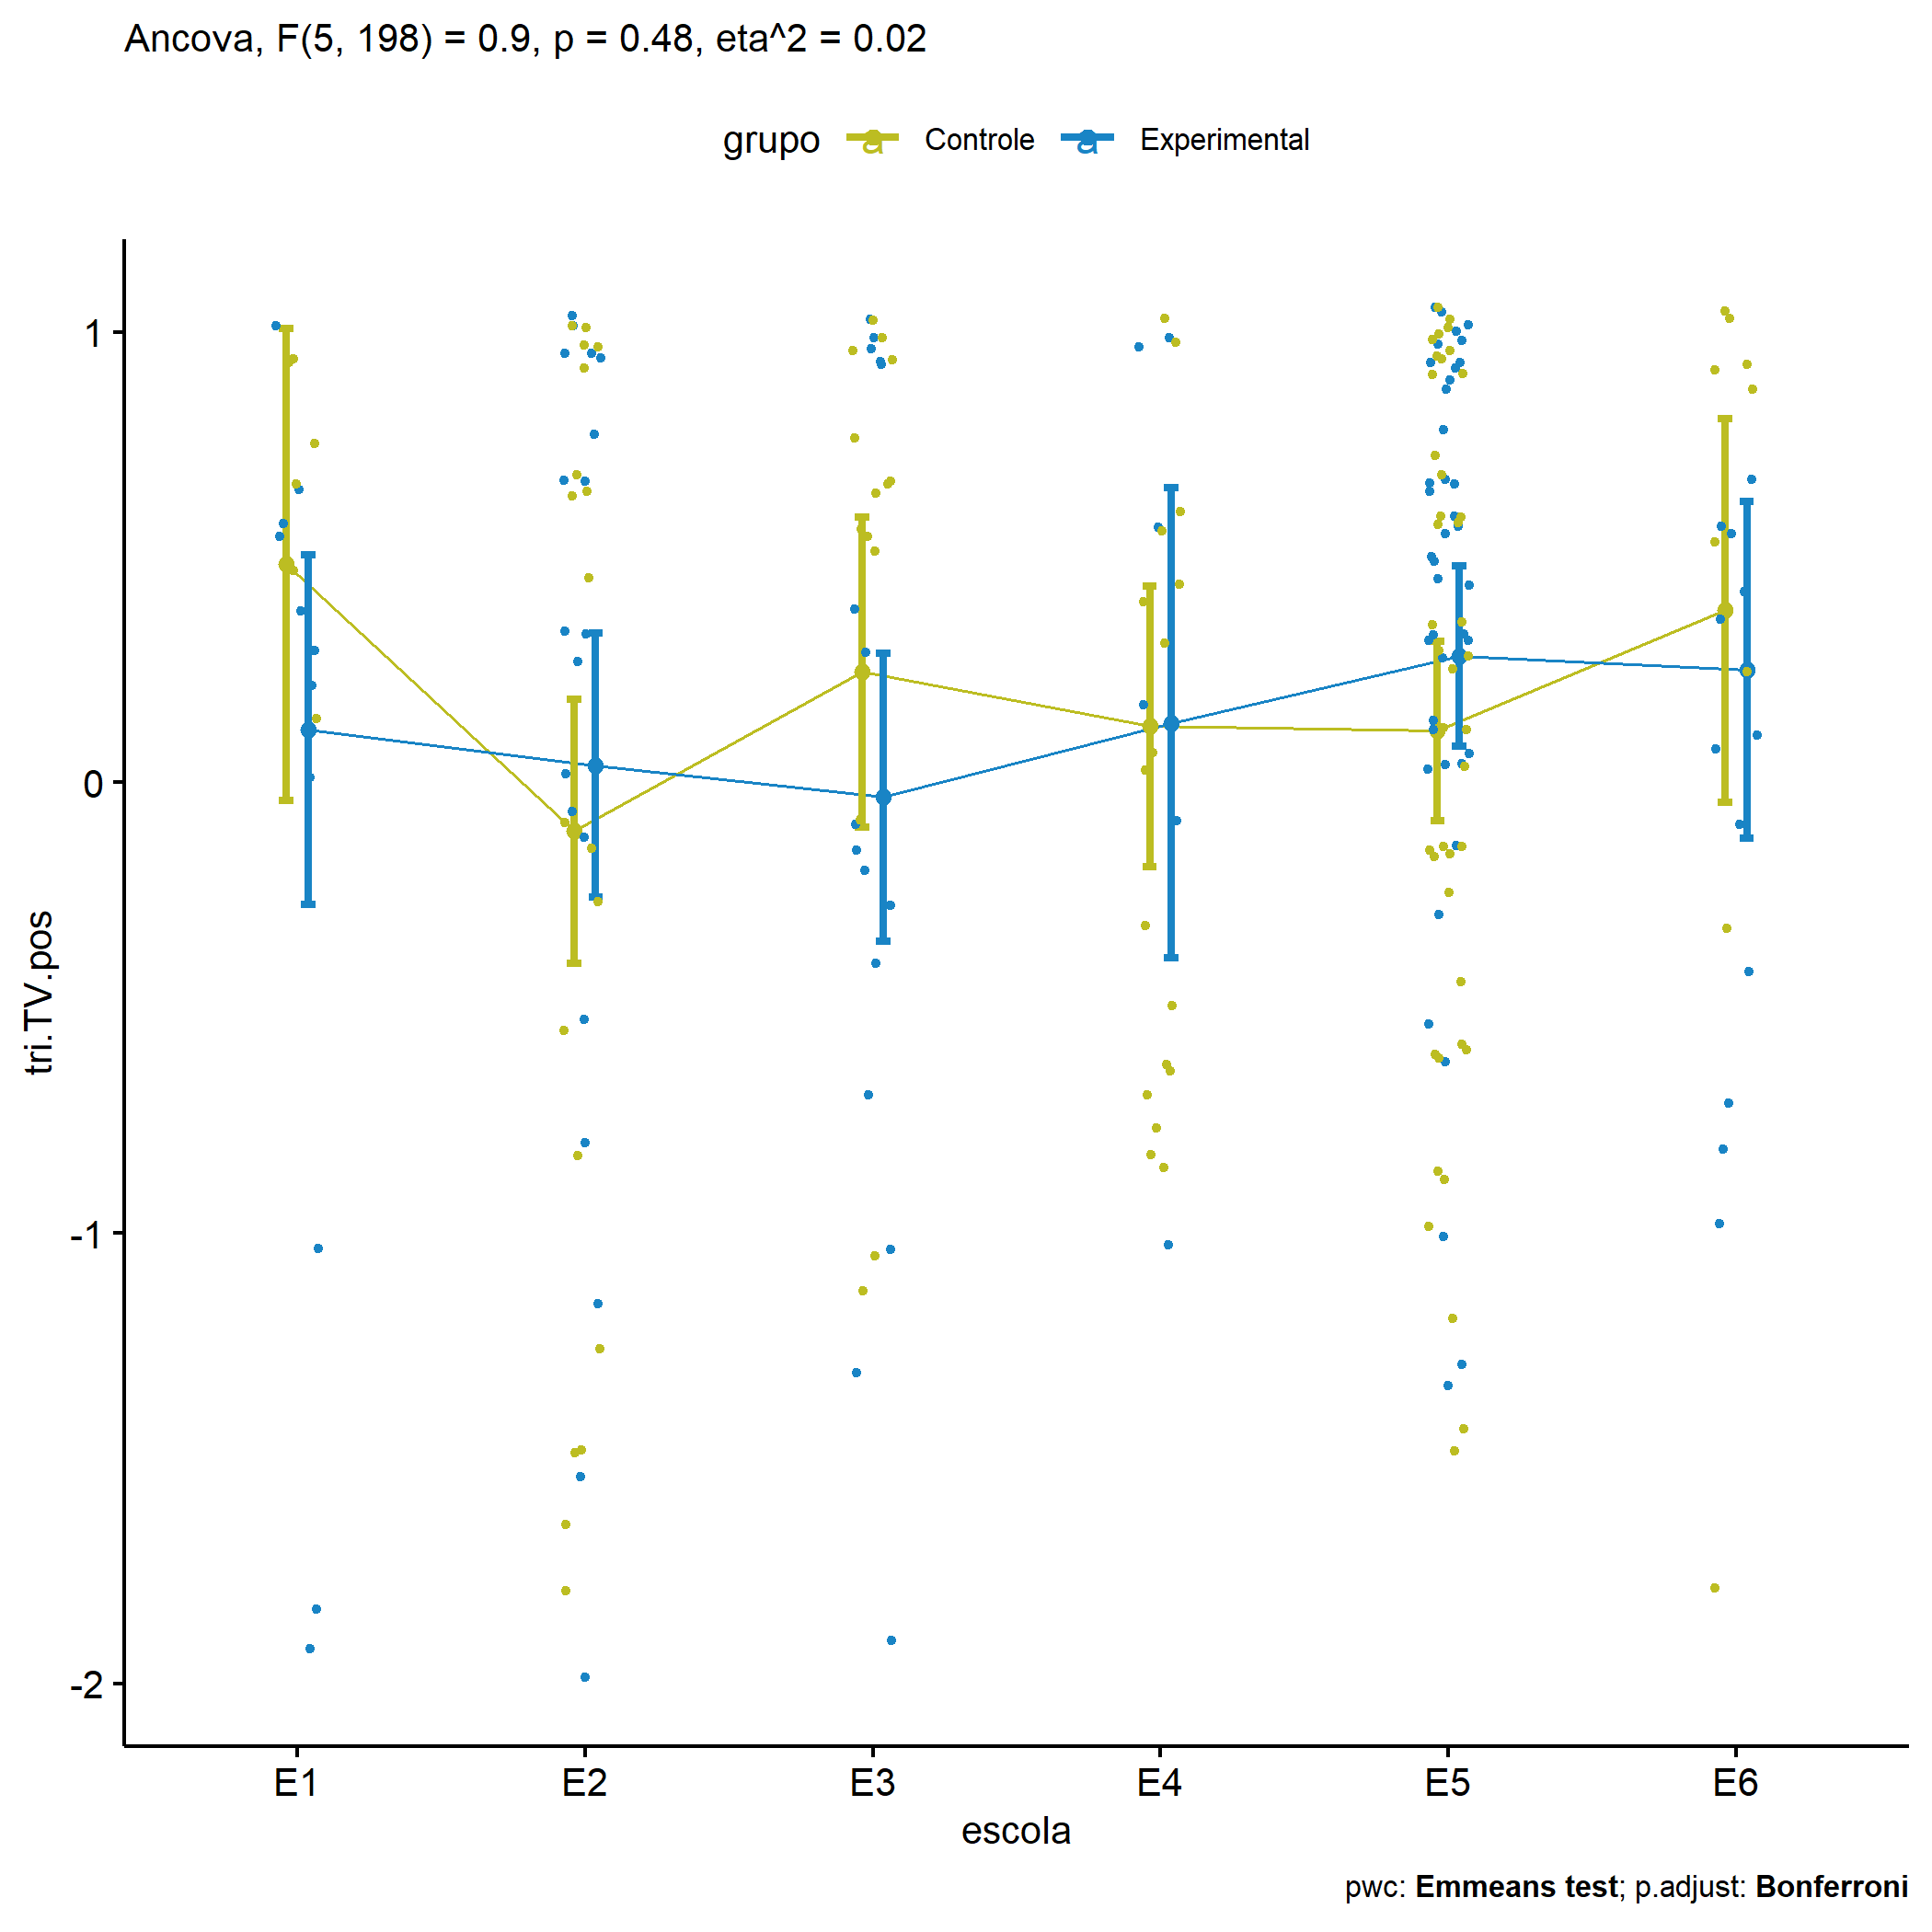 Ancova, F(5, 198) = 0.9, p = 0.48, eta^2 = 0.02
grupo a Controle a Experimental
1
0
-1
-2
tri.TV.pos
E1 E2 E3 E4 E5 E6
escola
pwc: Emmeans test; p.adjust: Bonferroni